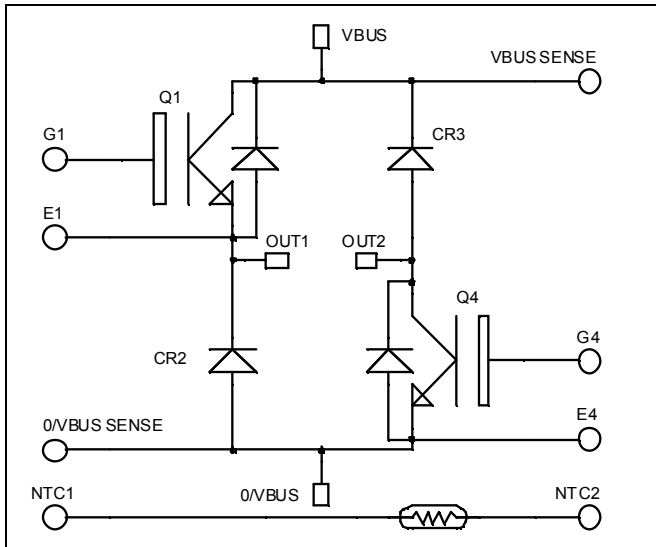 VBUS
VBUS SENSE
Q1
G1
CR3
E1
OUT1
OUT2
Q4
G4
CR2
0/VBUS SENSE
E4
NTC1
0/VBUS
NTC2